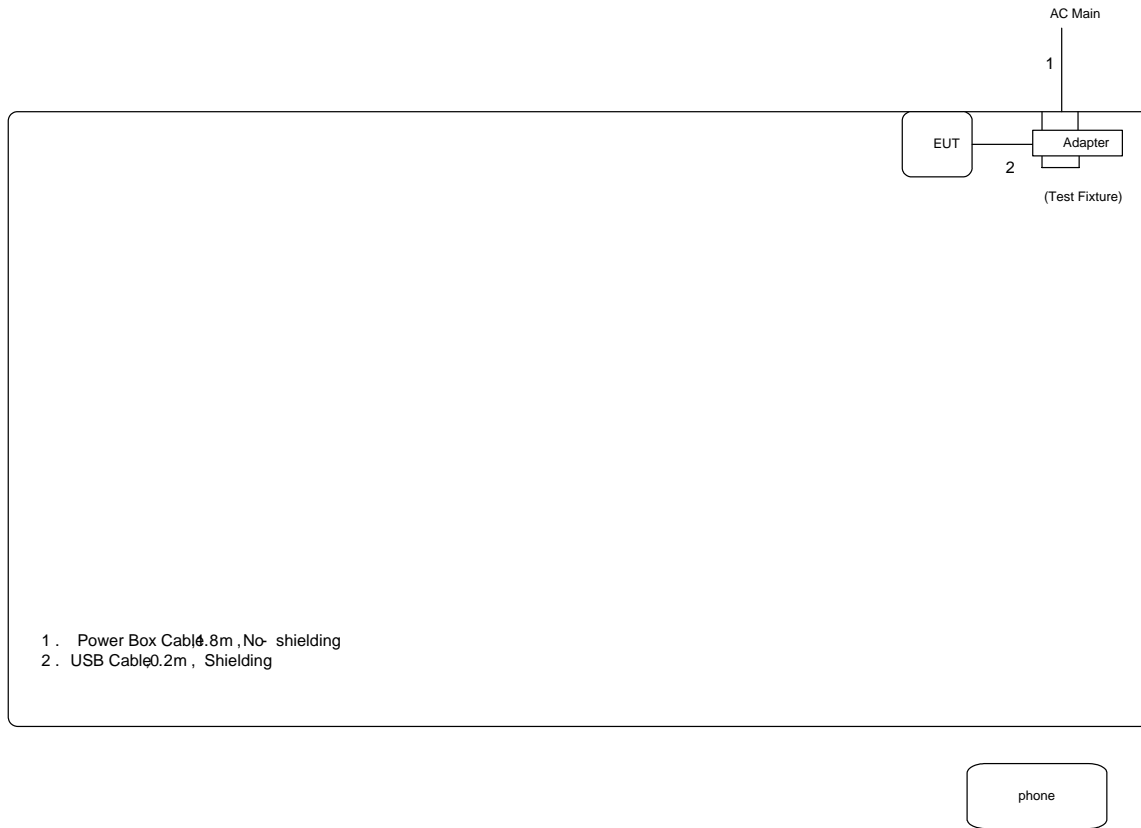 AC Main
1
EUT
Adapter
2
(Test Fixture)
1 . Power Box Cable,1.8m , No- shielding
2 . USB Cable,0.2m , Shielding
phone